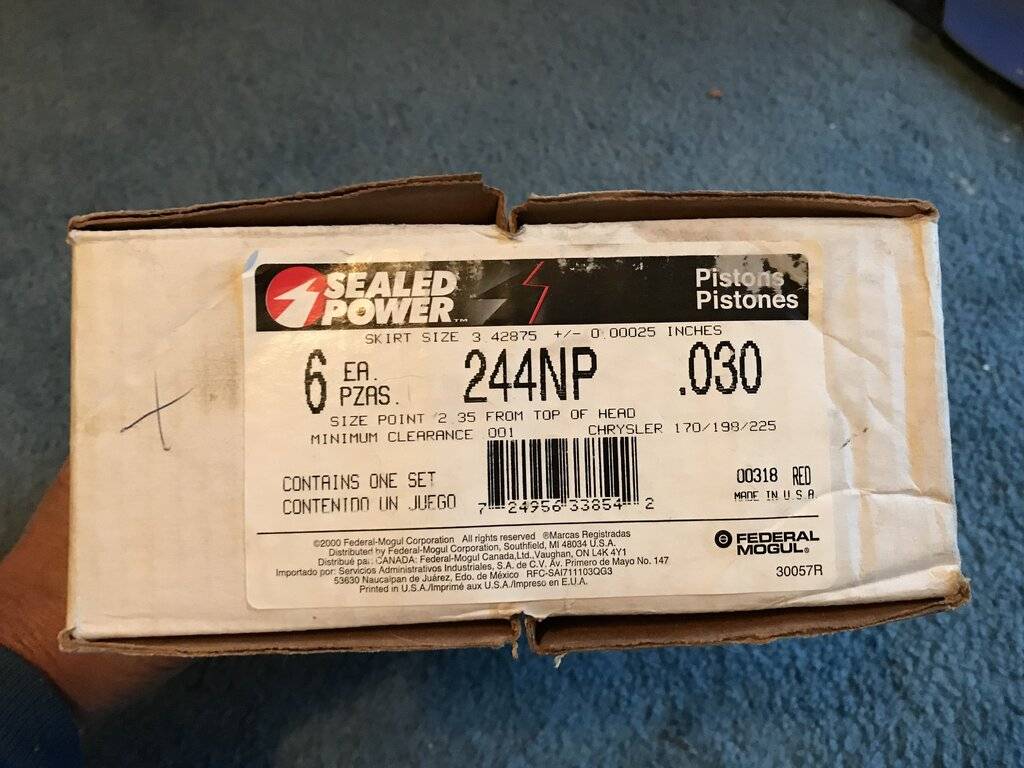 SEALED
POWER™
Pistons
Pistones
SKIRT SIZE 3.42875 +/- 0.00025 INCHES
6 EA. PZAS. 244NP .030
SIZE POINT 2.35 FROM TOP OF HEAD
MINIMUM CLEARANCE .001 CHRYSLER 170/198/225
CONTAINS ONE SET
CONTENIDO UN JUEGO
7 24956 33854 2
00318 RED
MADE IN U.S.A.
©2000 Federal-Mogul Corporation All rights reserved ®Marcas Registradas
Distributed by Federal-Mogul Corporation, Southfield, MI 48034 U.S.A.
Distribué par: CANADA: Federal-Mogul Canada,Ltd.,Vaughan, ON L4K 4Y1
Importado por: Servicios Administrativos Industriales, S.A. de C.V. Av. Primero de Mayo No. 147
53630 Naucalpan de Juárez, Edo. de México RFC-SAI711103QG3
Printed in U.S.A./Imprimé aux U.S.A./Impreso en E.U.A.
FEDERAL
MOGUL®
30057R